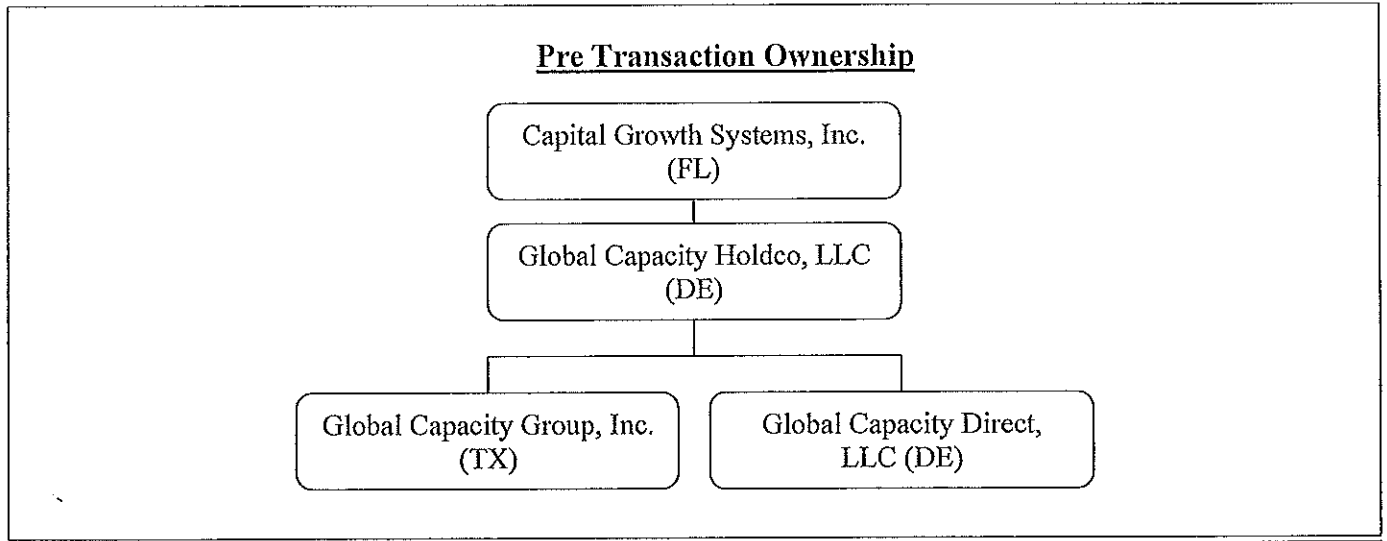 Pre Transaction Ownership
Capital Growth Systems, Inc.
(FL)
Global Capacity Holdco, LLC
(DE)
Global Capacity Group, Inc.
(TX)
Global Capacity Direct,
LLC (DE)